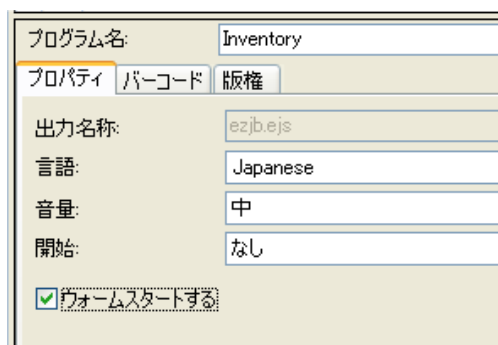 プログラム名: Inventory
プロパティ バーコード 版権
出力名称: ezjb.ejs
言語: Japanese
音量: 中
開始: なし
ウォームスタートする